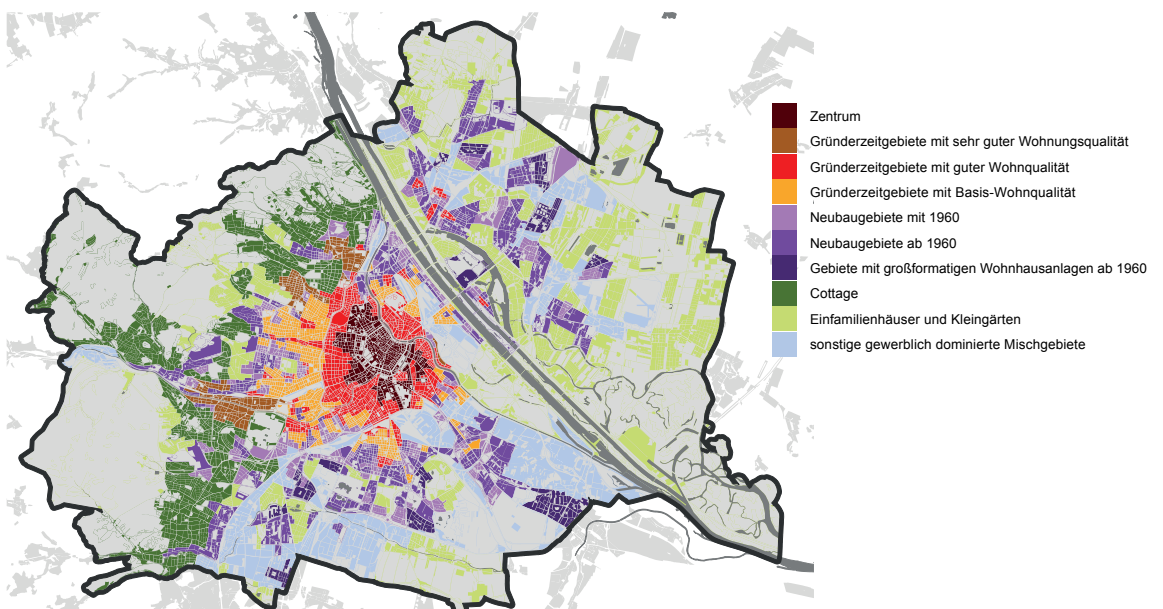 Zentrum
Gründerzeitgebiete mit sehr guter Wohnungsqualität
Gründerzeitgebiete mit guter Wohnqualität
Gründerzeitgebiete mit Basis-Wohnqualität
Neubaugebiete mit 1960
Neubaugebiete ab 1960
Gebiete mit großformatigen Wohnhausanlagen ab 1960
Cottage
Einfamilienhäuser und Kleingärten
sonstige gewerblich dominierte Mischgebiete